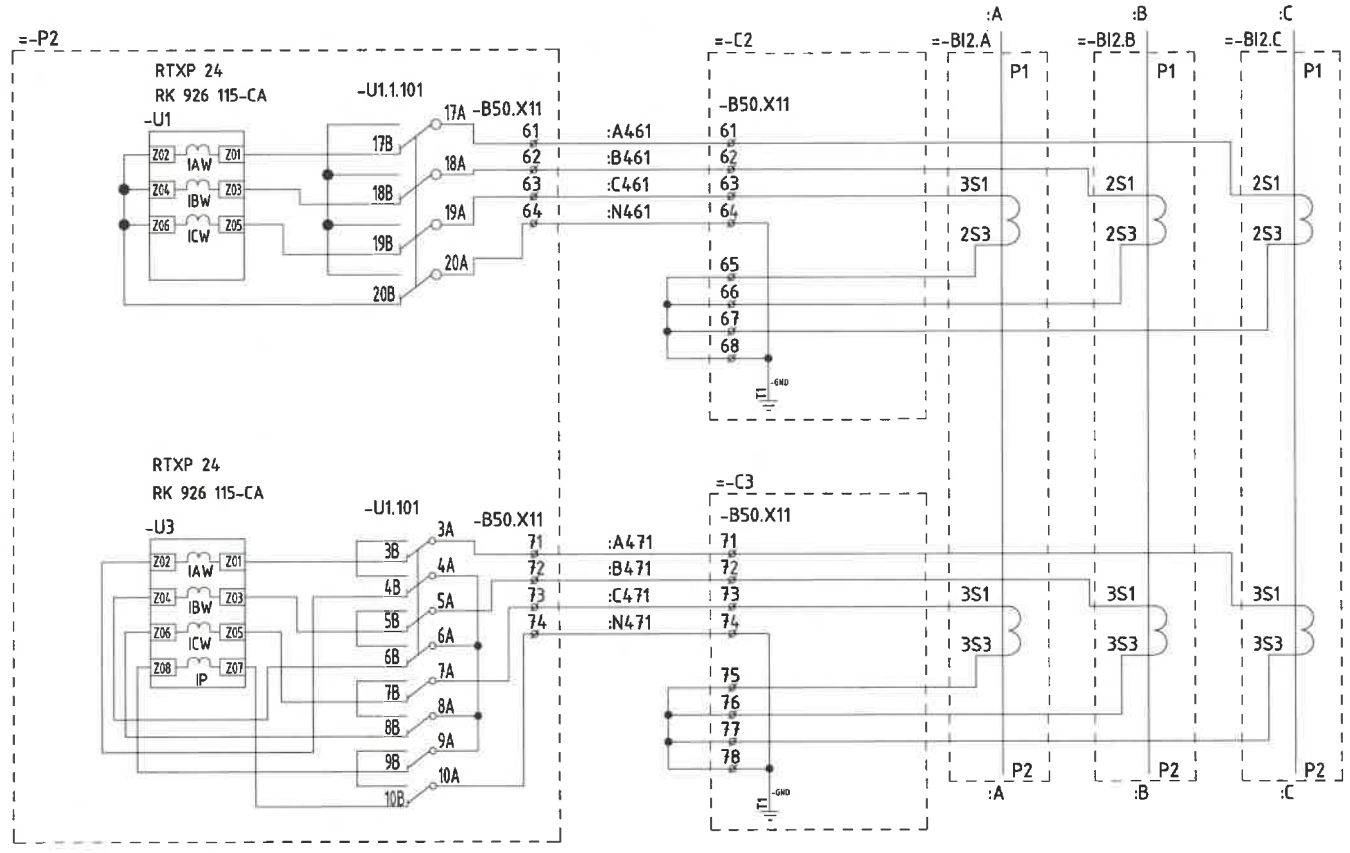 :A :B :C
=-P2 =-C2 =-BI2.A =-BI2.B =-BI2.C
RTXP 24
RK 926 115-CA
P1 P1 P1
-U1 -U1.1.101 -B50.X11 -B50.X11
17A 61 :A461 61
Z02 IAW Z01 17B
18A 62 :B461 62
Z04 IBW Z03 18B
63 :C461 63 3S1 2S1 2S1
19A 64 :N461 64
Z06 ICW Z05 19B
2S3 2S3 2S3
20A 65
20B 66
67
68
T1 -GND
RTXP 24
RK 926 115-CA
=-C3
-U3 -U1.101 -B50.X11 -B50.X11
3A 71 :A471 71
Z02 IAW Z01 3B
4A 72 :B471 72
4B
Z04 IBW Z03 5A 73 :C471 73 3S1 3S1 3S1
5B
74 :N471 74
Z06 ICW Z05 6A
6B
3S3 3S3 3S3
Z08 IP Z07 7A 75
7B
8A 76
8B
77
9A 78
9B
10A
10B
T1 -GND
P2 P2 P2
:A :B :C